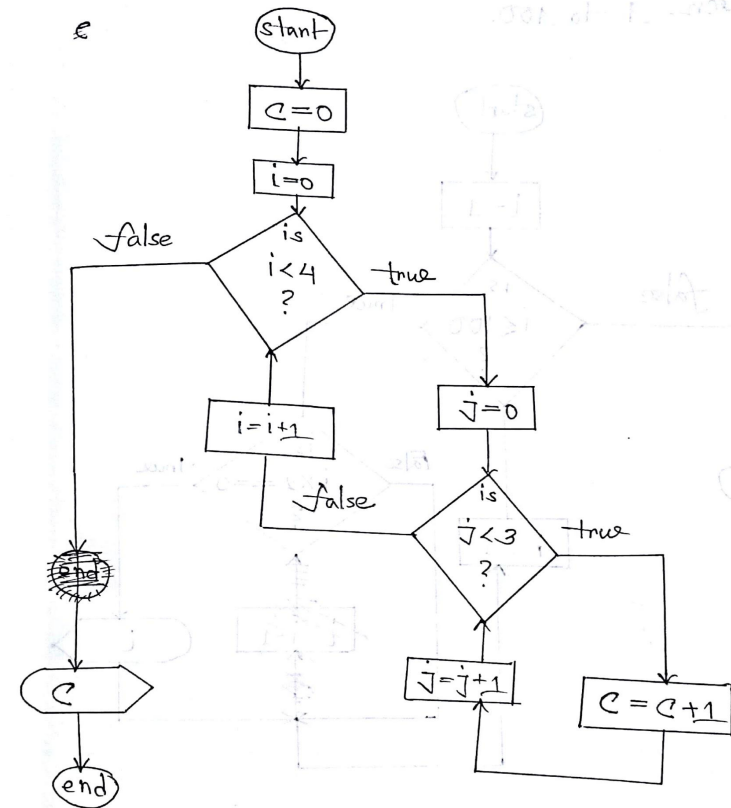 start
C=0
i=0
is
i<4
?
false
true
i=i+1
j=0
false
is
j<3
?
true
j=j+1
C=C+1
C
end